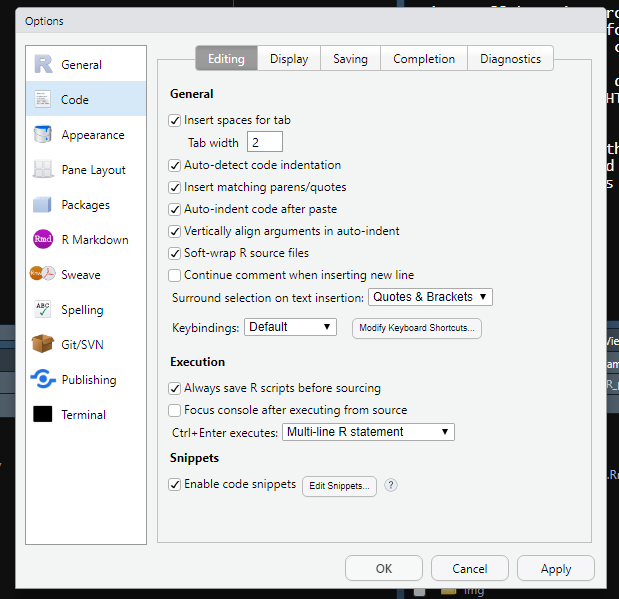 Options
General
Code
Appearance
Pane Layout
Packages
Rmd R Markdown
Sweave
ABC Spelling
Git/SVN
Publishing
Terminal
Editing Display Saving Completion Diagnostics
General
Insert spaces for tab
Tab width 2
Auto-detect code indentation
Insert matching parens/quotes
Auto-indent code after paste
Vertically align arguments in auto-indent
Soft-wrap R source files
Continue comment when inserting new line
Surround selection on text insertion: Quotes & Brackets
Keybindings: Default Modify Keyboard Shortcuts...
Execution
Always save R scripts before sourcing
Focus console after executing from source
Ctrl+Enter executes: Multi-line R statement
Snippets
Enable code snippets Edit Snippets... ?
OK Cancel Apply
img